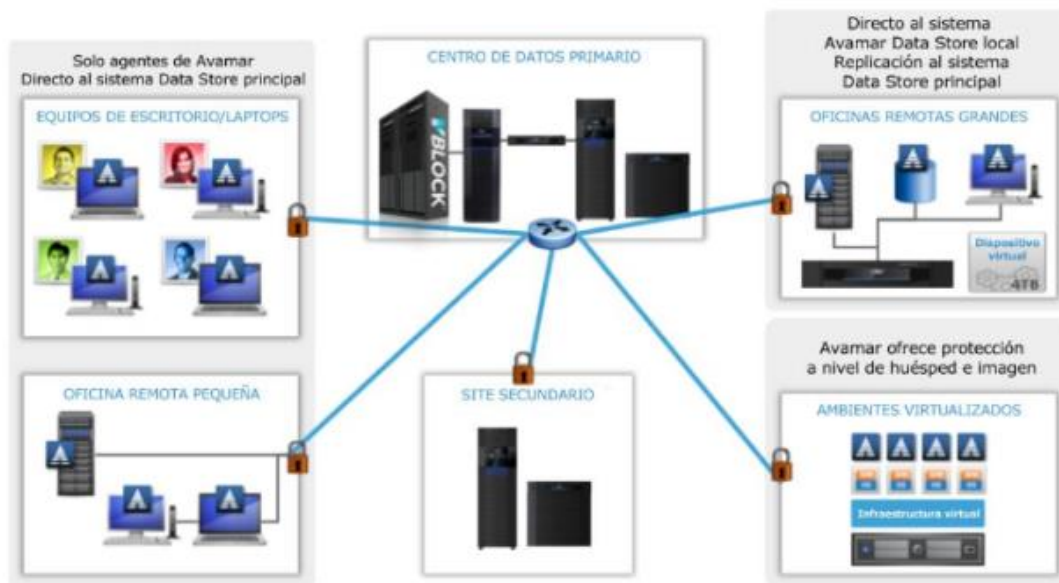 Solo agentes de Avamar
Directo al sistema Data Store principal
EQUIPOS DE ESCRITORIO/LAPTOPS
OFICINA REMOTA PEQUEÑA
CENTRO DE DATOS PRIMARIO
VBLOCK
SITE SECUNDARIO
Directo al sistema
Avamar Data Store local
Replicación al sistema
Data Store principal
OFICINAS REMOTAS GRANDES
Dispositivo
virtual
4TB
Avamar ofrece protección
a nivel de huésped e imagen
AMBIENTES VIRTUALIZADOS
Infraestructura virtual